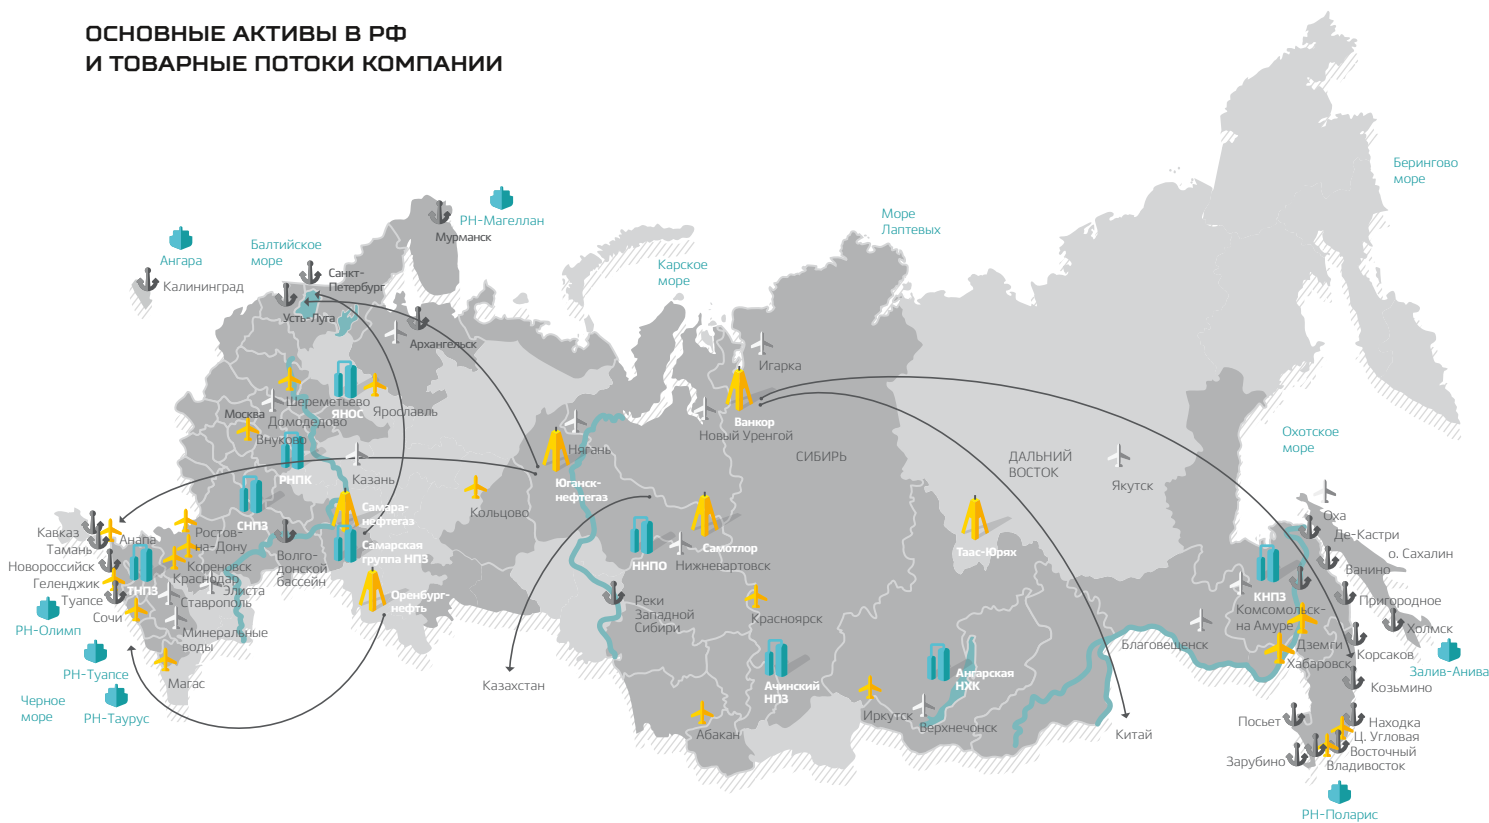 ОСНОВНЫЕ АКТИВЫ В РФ
И ТОВАРНЫЕ ПОТОКИ КОМПАНИИ
Берингово
море
Море
Лаптевых
РН-Магеллан
Мурманск
Ангара
Балтийское
море
Карское
море
Калининград
Санкт-
Петербург
Усть-Луга
Архангельск
Игарка
Шереметьево
ЯНОС
Ярославль
Москва
Домодедово
Внуково
Ванкор
Новый Уренгой
Нягань
СИБИРЬ
ДАЛЬНИЙ
ВОСТОК
Охотское
море
РНПК
Казань
Юганск-
нефтегаз
Якутск
Кольцово
СНПЗ
Самара-
нефтегаз
Оха
Кавказ
Анапа
Тамань
Ростов-
на-Дону
Де-Кастри
Самарская
группа НПЗ
Волго-
донской
бассейн
Самотлор
Таас-Юрях
о. Сахалин
Новороссийск
Кореновск
ННПО
Нижневартовск
Ванино
Геленджик
Краснодар
ТНПЗ
Элиста
Туапсе
Ставрополь
Оренбург-
нефть
Реки
Западной
Сибири
КНПЗ
Пригородное
Комсомольск-
на Амуре
Сочи
Красноярск
РН-Олимп
Минеральные
воды
Благовещенск
Дземги
Холмск
Хабаровск
Корсаков
РН-Туапсе
Магас
Казахстан
Ачинский
НПЗ
Ангарская
НХК
Залив-Анива
Козьмино
Черное
море
РН-Таурус
Абакан
Иркутск
Верхнечонск
Китай
Посьет
Находка
Ц. Угловая
Восточный
Зарубино
Владивосток
РН-Поларис